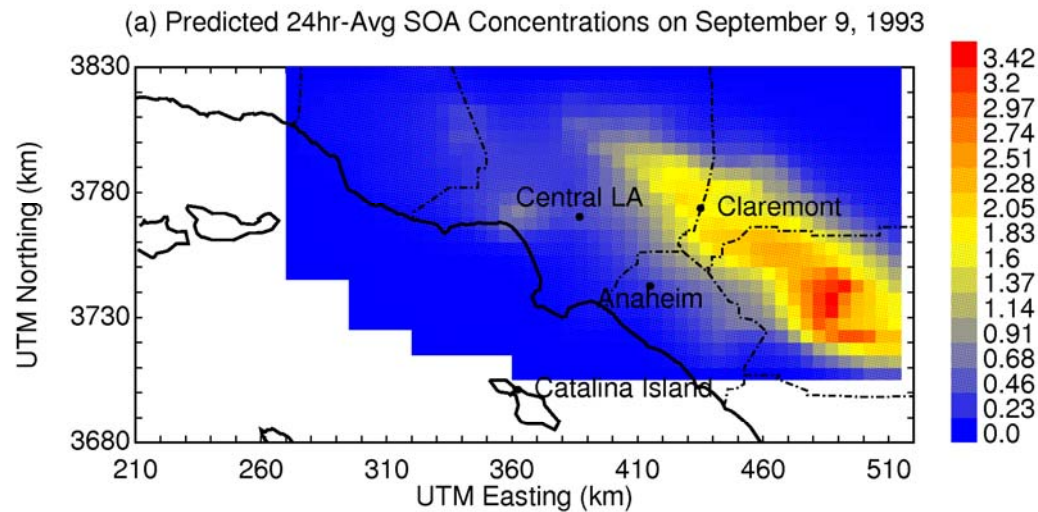 (a) Predicted 24hr-Avg SOA Concentrations on September 9, 1993
3830
3780
3730
3680
UTM Northing (km)
Central LA
Claremont
Anaheim
Catalina Island
210 260 310 360 410 460 510
UTM Easting (km)
3.42
3.2
2.97
2.74
2.51
2.28
2.05
1.83
1.6
1.37
1.14
0.91
0.68
0.46
0.23
0.0